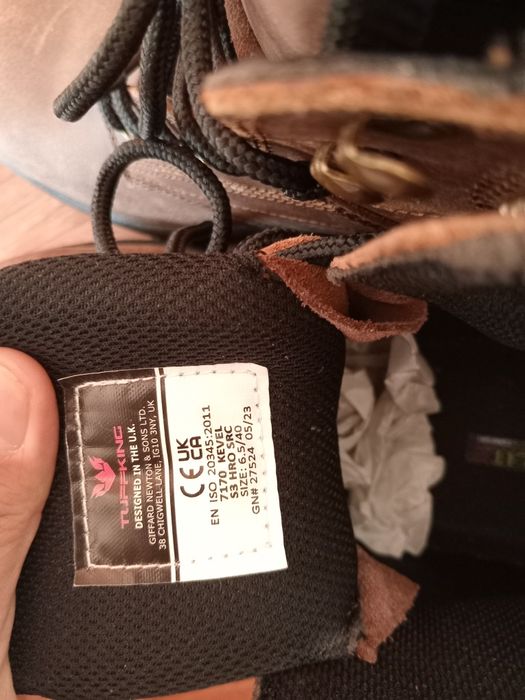 TUFFKING
DESIGNED IN THE U.K.
GIFFARD NEWTON & SONS LTD.
38 CHIGWELL LANE, IG10 3NY, UK
CE UK
CA
EN ISO 20345:2011
7170 KEVEL
S3 HRO SRC
SIZE: 6.5/40
GN# 27524 05/23